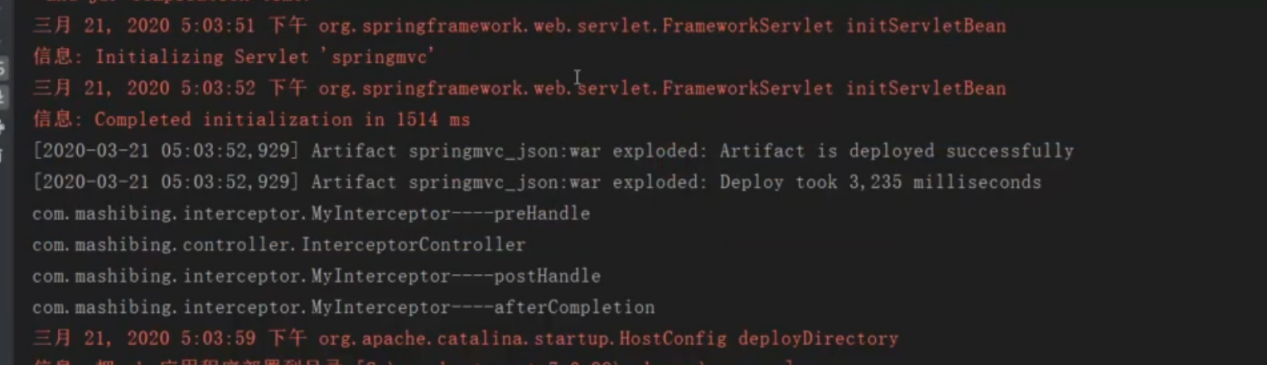 三月 21, 2020 5:03:51 下午 org.springframework.web.servlet.FrameworkServlet initServletBean
信息: Initializing Servlet 'springmvc'
三月 21, 2020 5:03:52 下午 org.springframework.web.servlet.FrameworkServlet initServletBean
信息: Completed initialization in 1514 ms
[2020-03-21 05:03:52,929] Artifact springmvc_json:war exploded: Artifact is deployed successfully
[2020-03-21 05:03:52,929] Artifact springmvc_json:war exploded: Deploy took 3,235 milliseconds
com.mashibing.interceptor.MyInterceptor----preHandle
com.mashibing.controller.InterceptorController
com.mashibing.interceptor.MyInterceptor----postHandle
com.mashibing.interceptor.MyInterceptor----afterCompletion
三月 21, 2020 5:03:59 下午 org.apache.catalina.startup.HostConfig deployDirectory